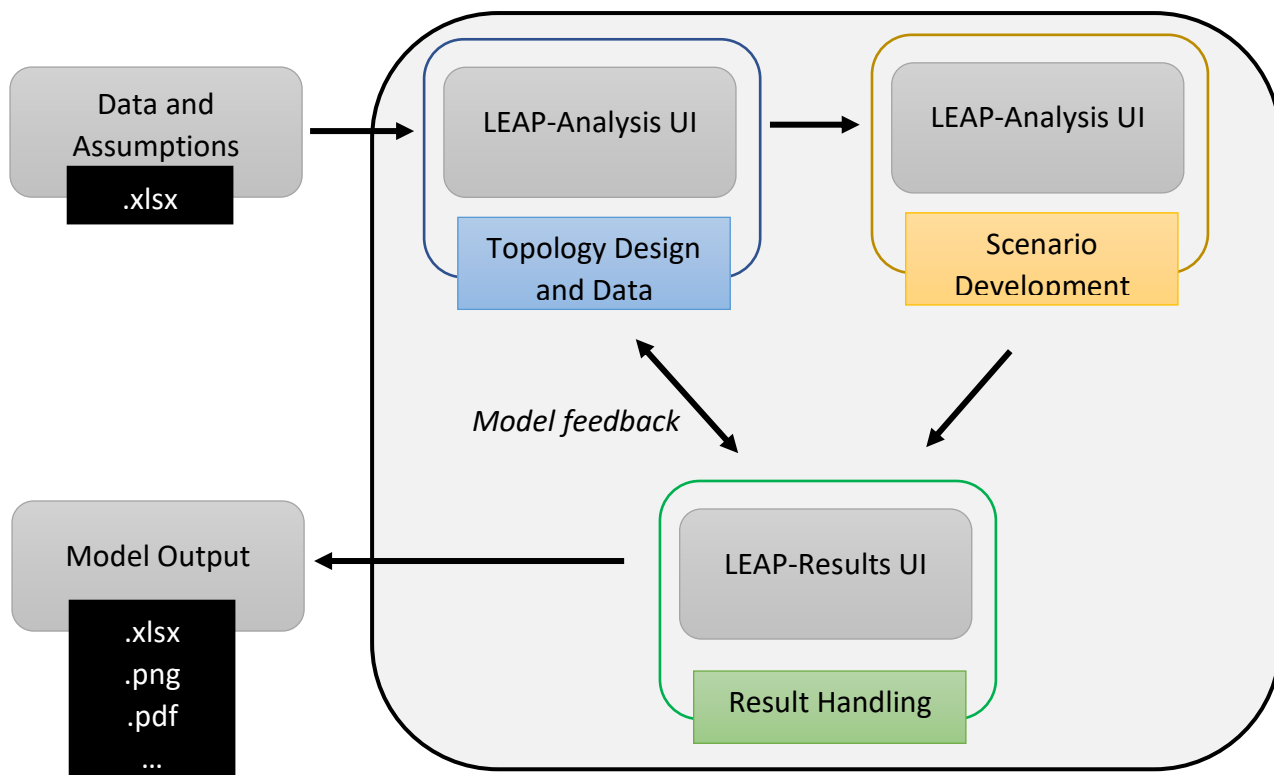 Data and
Assumptions
.xlsx
LEAP-Analysis UI
Topology Design
and Data
LEAP-Analysis UI
Scenario
Development
Model feedback
LEAP-Results UI
Result Handling
Model Output
.xlsx
.png
.pdf
...